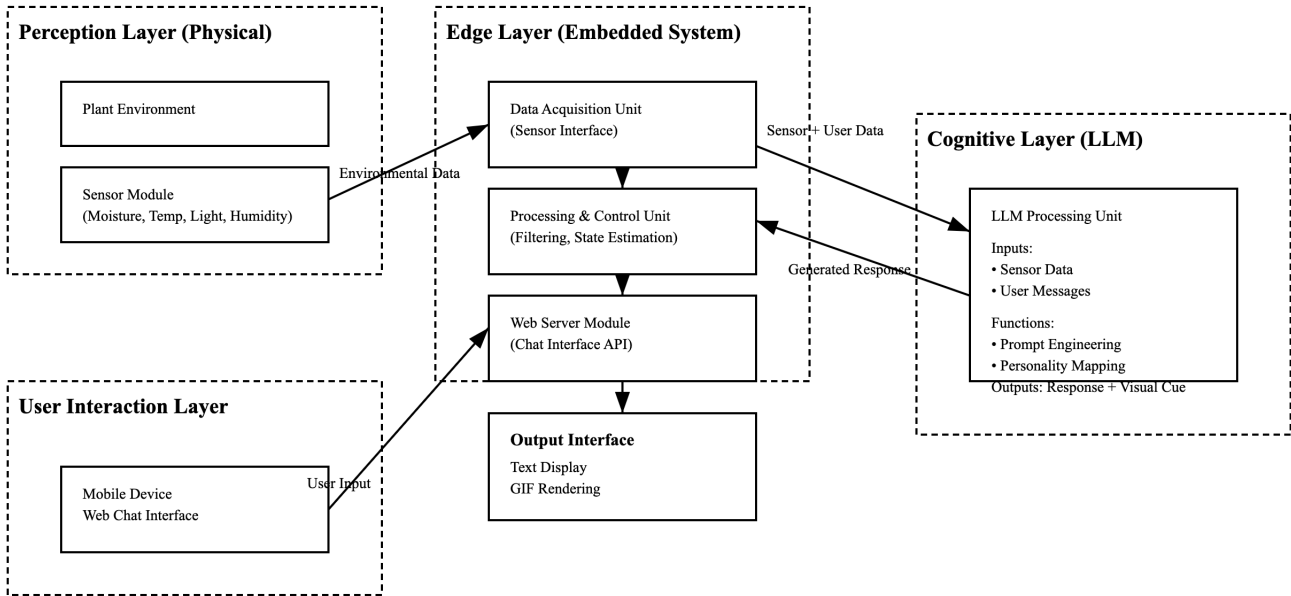 Perception Layer (Physical)
Plant Environment
Sensor Module
(Moisture, Temp, Light, Humidity)
Environmental Data
Edge Layer (Embedded System)
Data Acquisition Unit
(Sensor Interface)
Processing & Control Unit
(Filtering, State Estimation)
Web Server Module
(Chat Interface API)
Sensor + User Data
Generated Response
Cognitive Layer (LLM)
LLM Processing Unit
Inputs:
• Sensor Data
• User Messages
Functions:
• Prompt Engineering
• Personality Mapping
Outputs: Response + Visual Cue
User Interaction Layer
Mobile Device
Web Chat Interface
User Input
Output Interface
Text Display
GIF Rendering